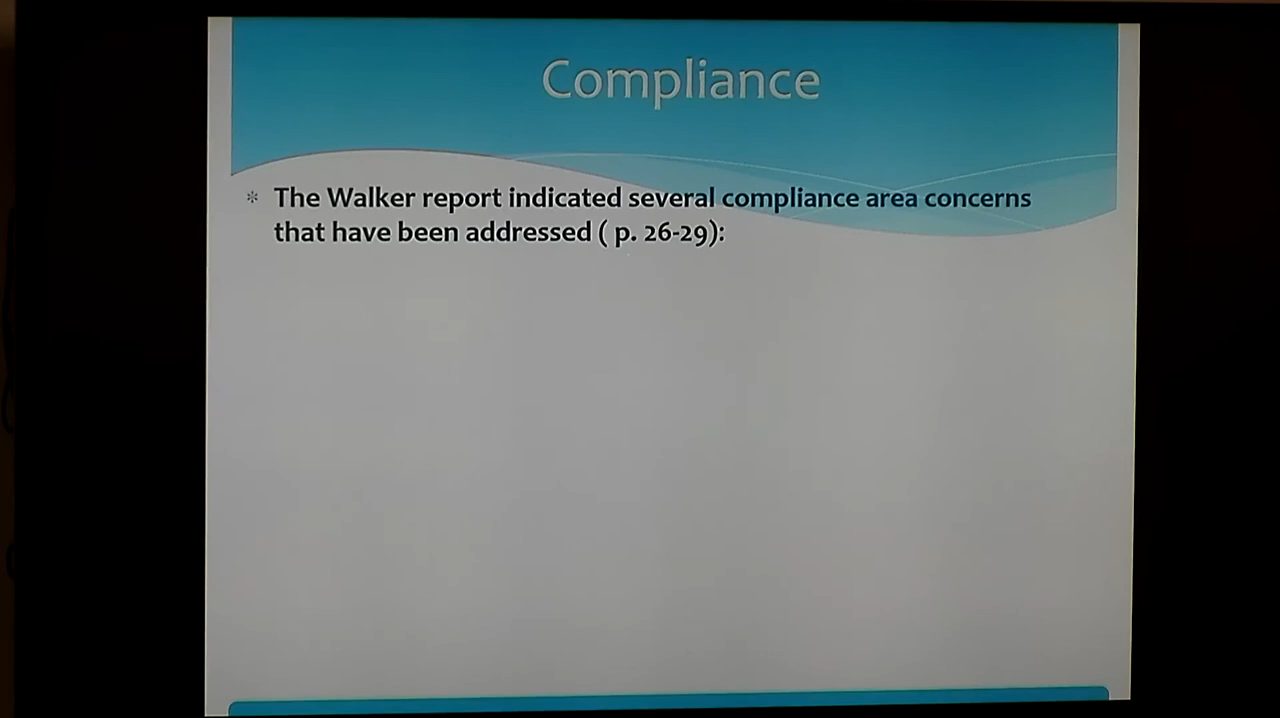 Compliance
* The Walker report indicated several compliance area concerns
that have been addressed ( p. 26-29):